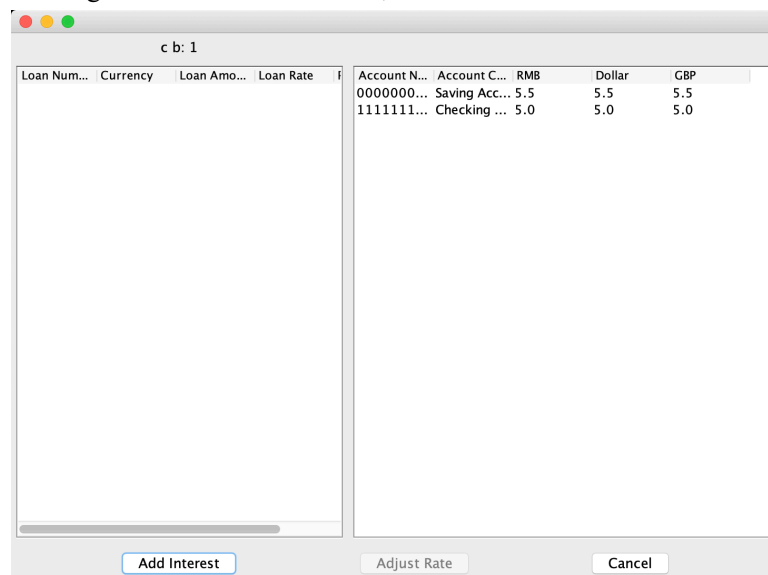 c b: 1
Loan Num... Currency Loan Amo... Loan Rate
Account N... Account C... RMB Dollar GBP
0000000... Saving Acc... 5.5 5.5 5.5
1111111... Checking ... 5.0 5.0 5.0
Add Interest Adjust Rate Cancel